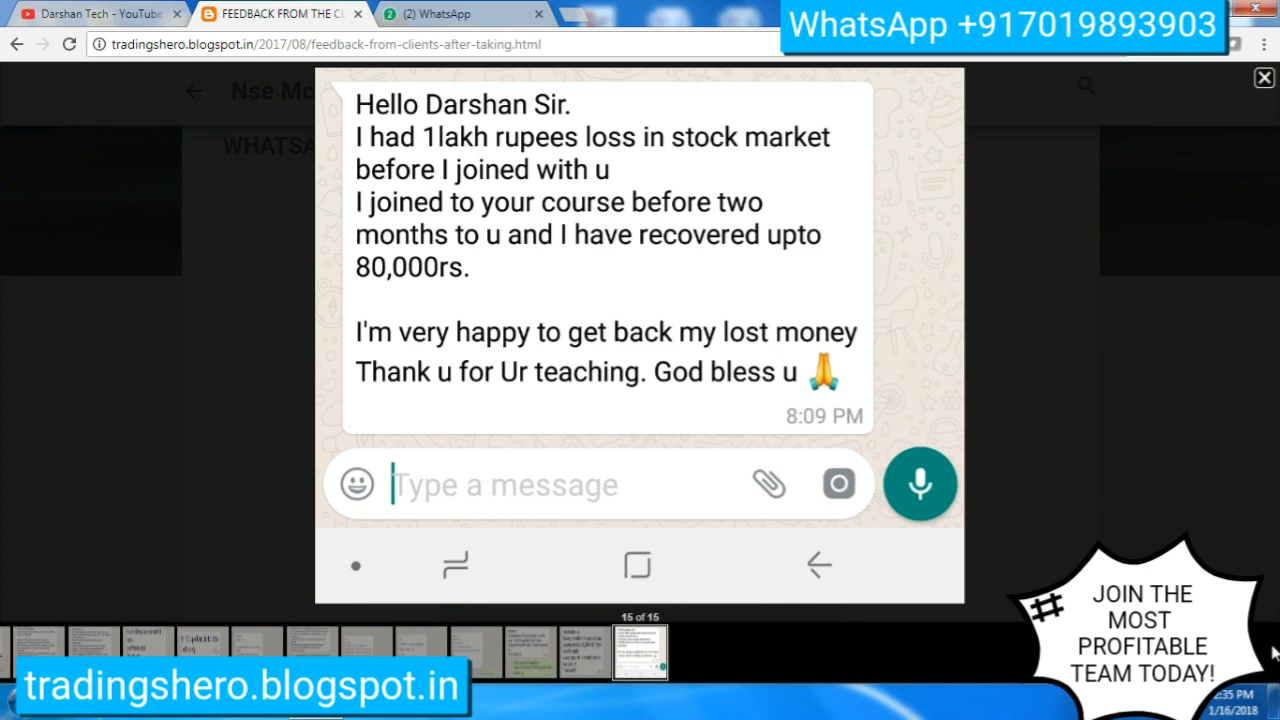 Darshan Tech - YouTube
FEEDBACK FROM THE CL
(2) WhatsApp
WhatsApp +917019893903
tradingshero.blogspot.in/2017/08/feedback-from-clients-after-taking.html
Nse
WHATSA
Hello Darshan Sir.
I had 1lakh rupees loss in stock market
before I joined with u
I joined to your course before two
months to u and I have recovered upto
80,000rs.
I'm very happy to get back my lost money
Thank u for Ur teaching. God bless u 🙏
8:09 PM
Type a message
15 of 15
#
JOIN THE
MOST
PROFITABLE
TEAM TODAY!
tradingshero.blogspot.in
:35 PM
1/16/2018